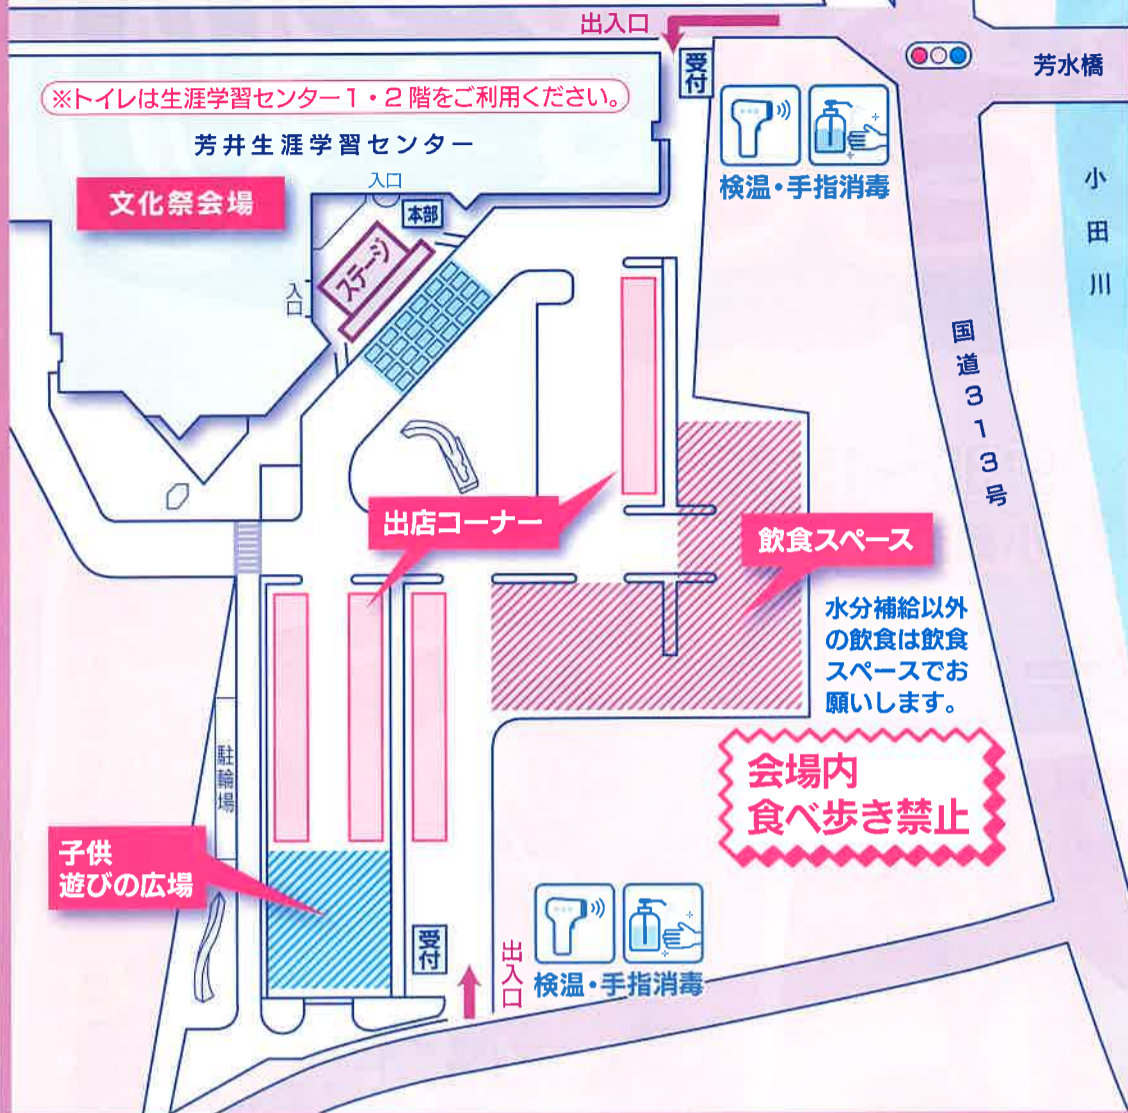 出入口
受付
芳水橋
※トイレは生涯学習センター1・2階をご利用ください。
芳井生涯学習センター
検温・手指消毒
入口
文化祭会場
本部
小田川
ステージ
入口
国道313号
出店コーナー
飲食スペース
水分補給以外
の飲食は飲食
スペースでお
願いします。
会場内
食べ歩き禁止
駐輪場
子供
遊びの広場
受付
出入口
検温・手指消毒